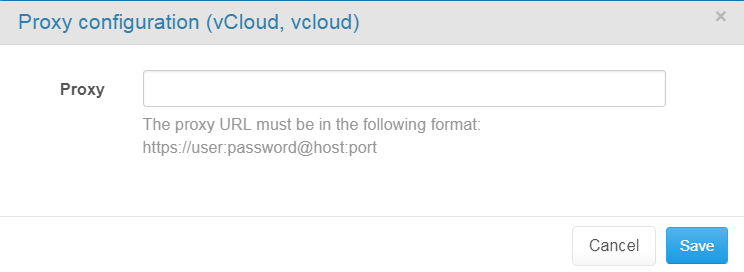 Proxy configuration (vCloud, vcloud)
×
Proxy
The proxy URL must be in the following format:
https://user:password@host:port
Cancel
Save